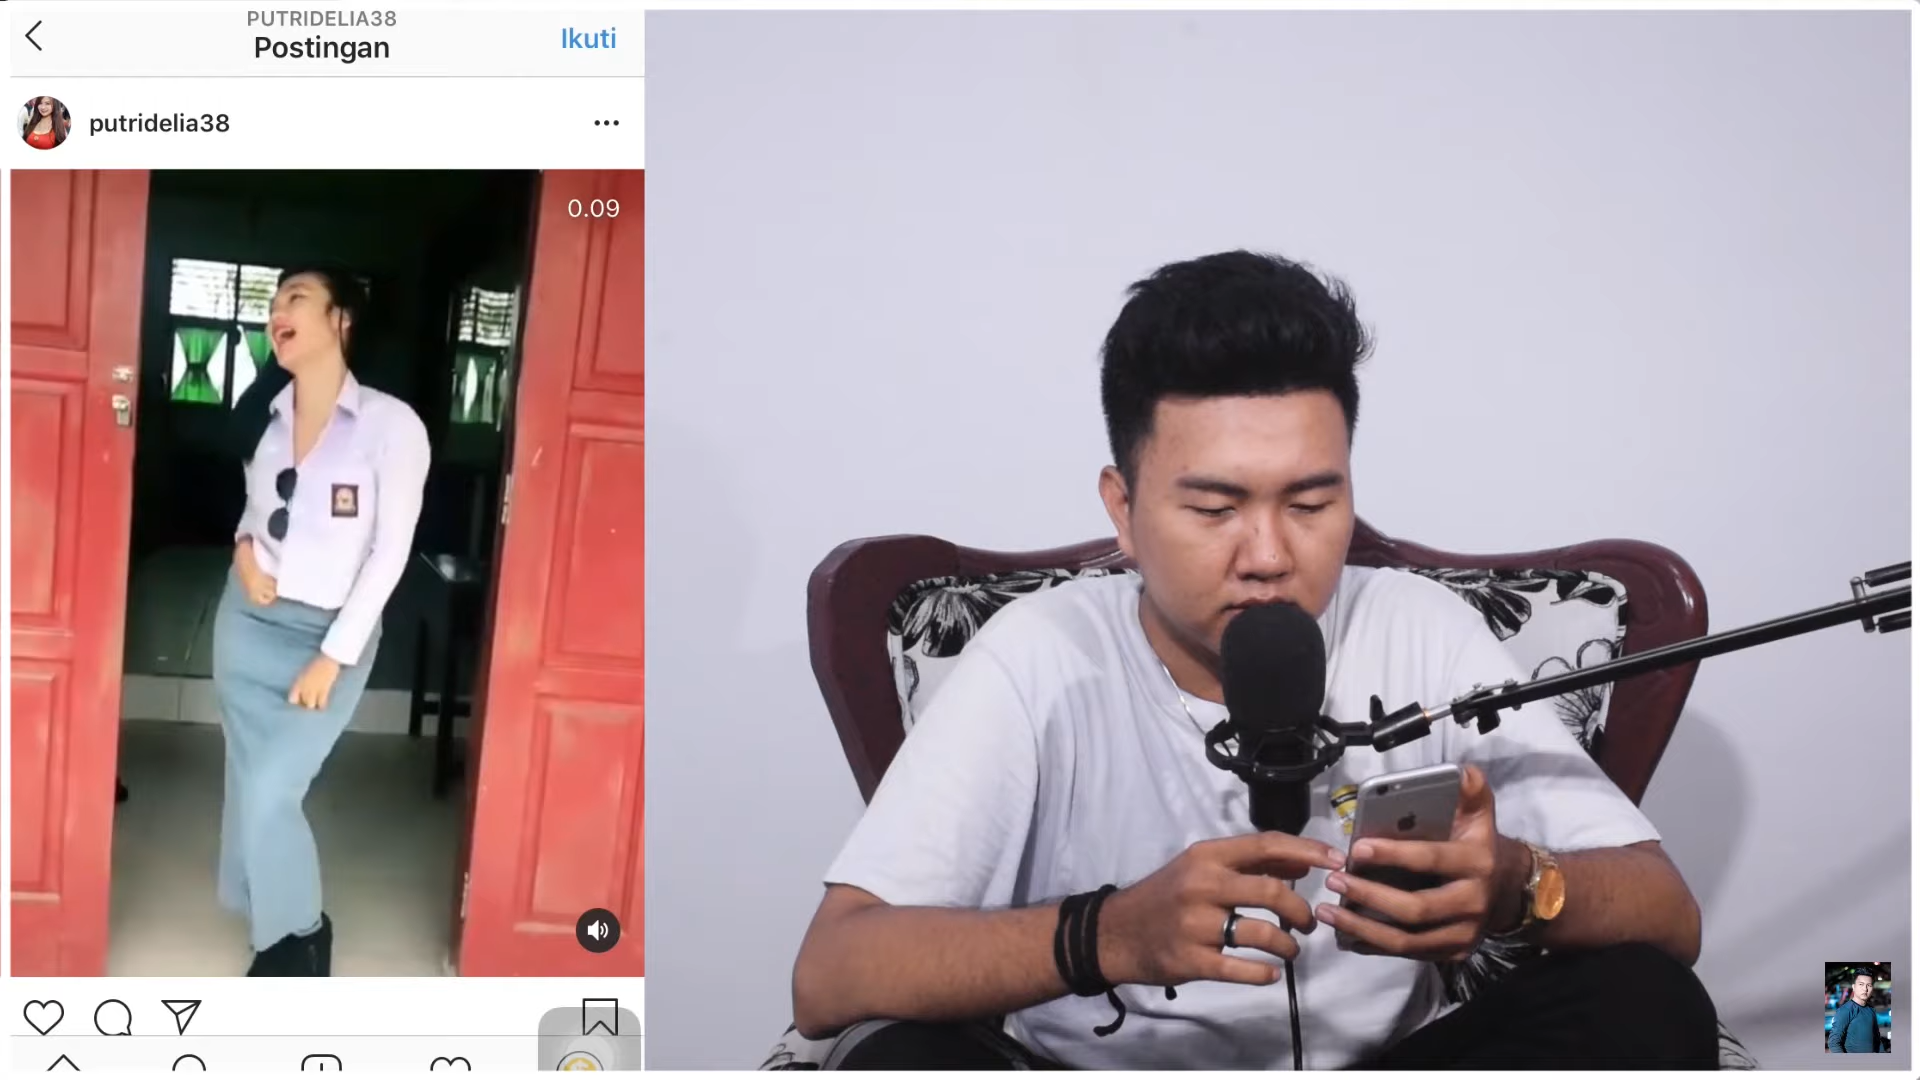 PUTRIDELIA38
Postingan
Ikuti
putridelia38
0.09